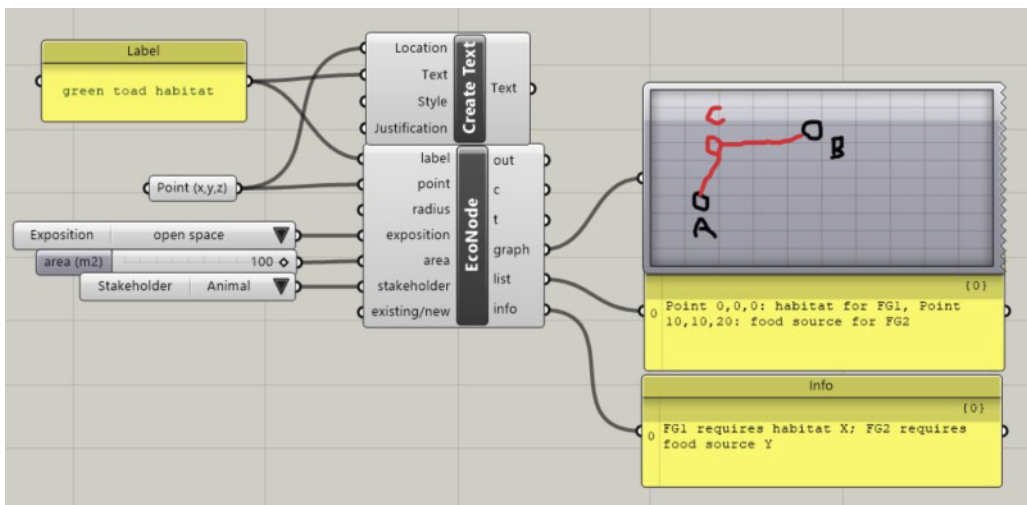 Label
green toad habitat
Point (x,y,z)
Exposition open space
area (m2) 100
Stakeholder Animal
Location
Text
Style
Justification
Create Text
Text
label
point
radius
exposition
area
stakeholder
existing/new
EcoNode
out
c
t
graph
list
info
C
B
A
{0}
0 Point 0,0,0: habitat for FG1, Point
10,10,20: food source for FG2
Info
{0}
0 FG1 requires habitat X; FG2 requires
food source Y